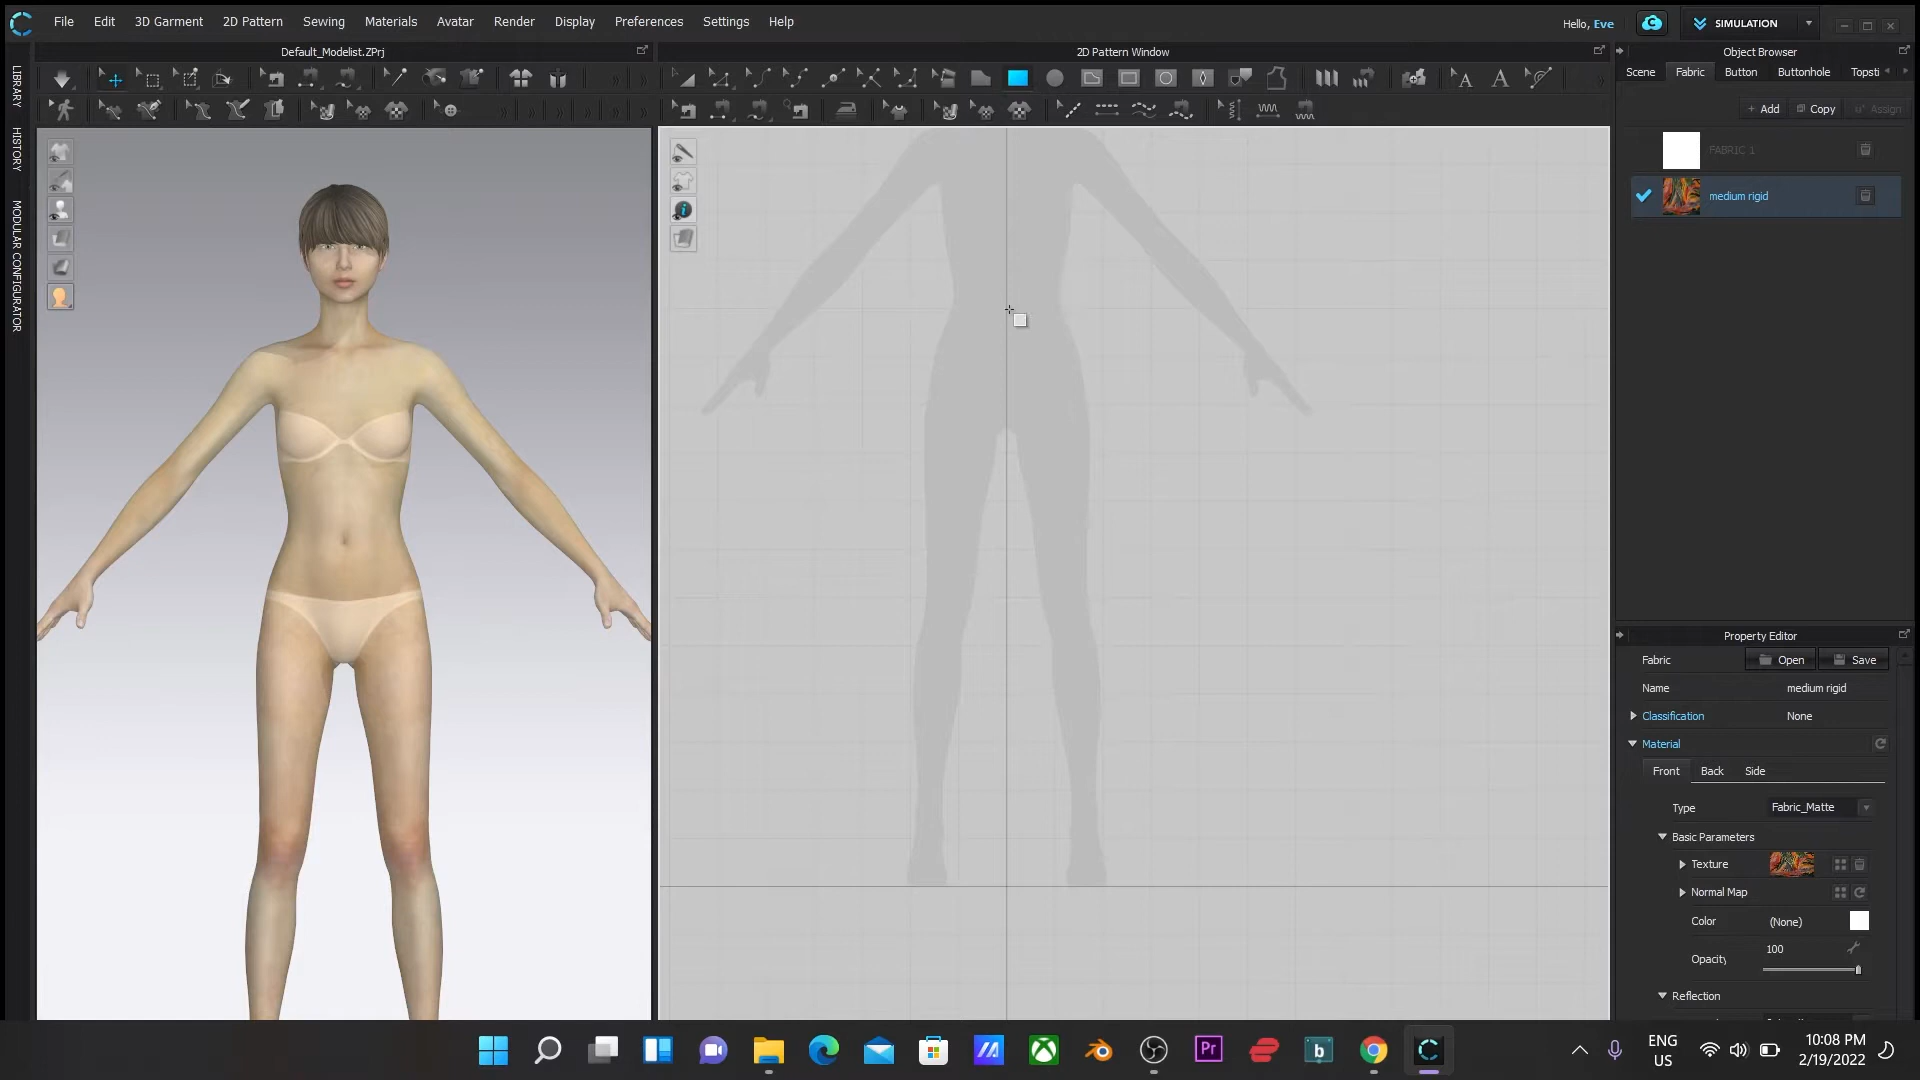 File Edit 3D Garment 2D Pattern Sewing Materials Avatar Render Display Preferences Settings Help
Hello, Eve
SIMULATION
Default_Modelist.ZPrj
2D Pattern Window
Object Browser
Scene Fabric Button Buttonhole Topsti
+ Add Copy Assign
FABRIC 1
medium rigid
LIBRARY
HISTORY
MODULAR CONFIGURATOR
Property Editor
Fabric Open Save
Name medium rigid
Classification None
Material
Front Back Side
Type Fabric_Matte
Basic Parameters
Texture
Normal Map
Color (None)
100
Opacity
Reflection
ENG
US
10:08 PM
2/19/2022